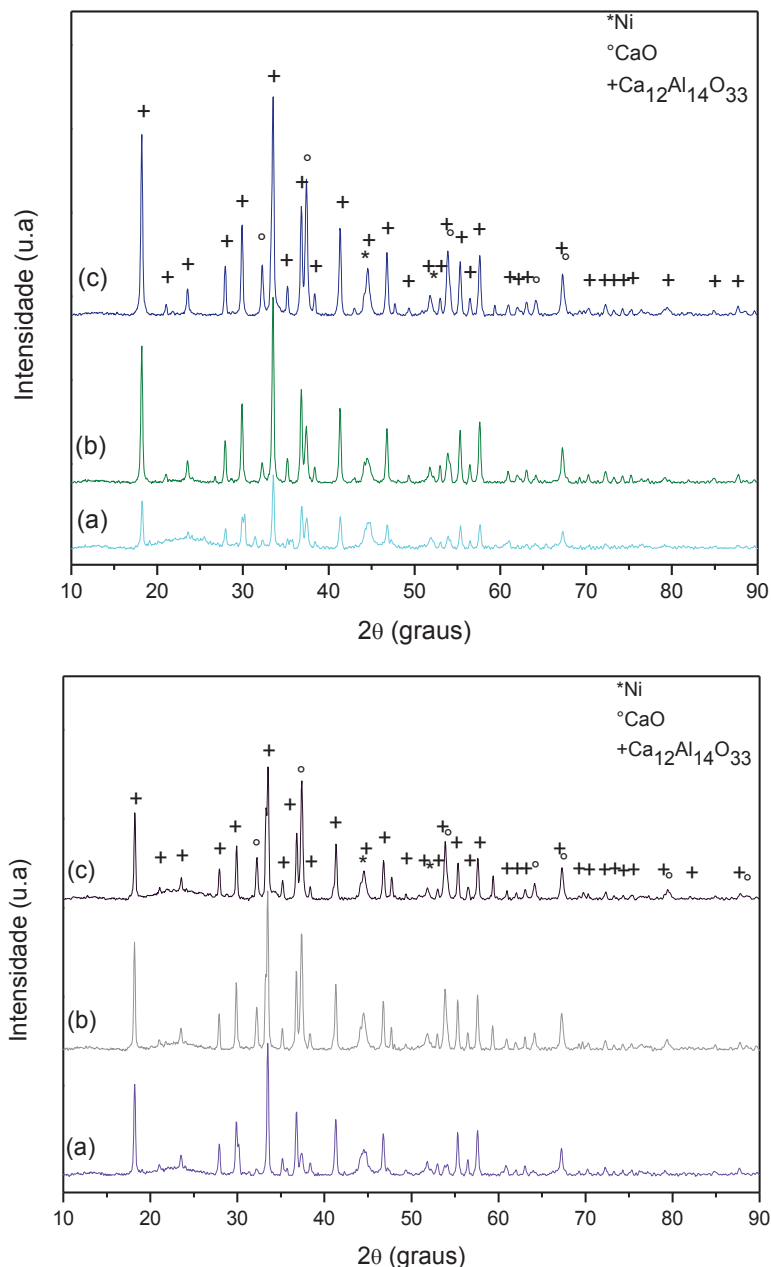 *Ni
°CaO
+Ca12Al14O33
Intensidade (u.a)
(c)
(b)
(a)
10 20 30 40 50 60 70 80 90
2θ (graus)
*Ni
°CaO
+Ca12Al14O33
Intensidade (u.a)
(c)
(b)
(a)
10 20 30 40 50 60 70 80 90
2θ (graus)